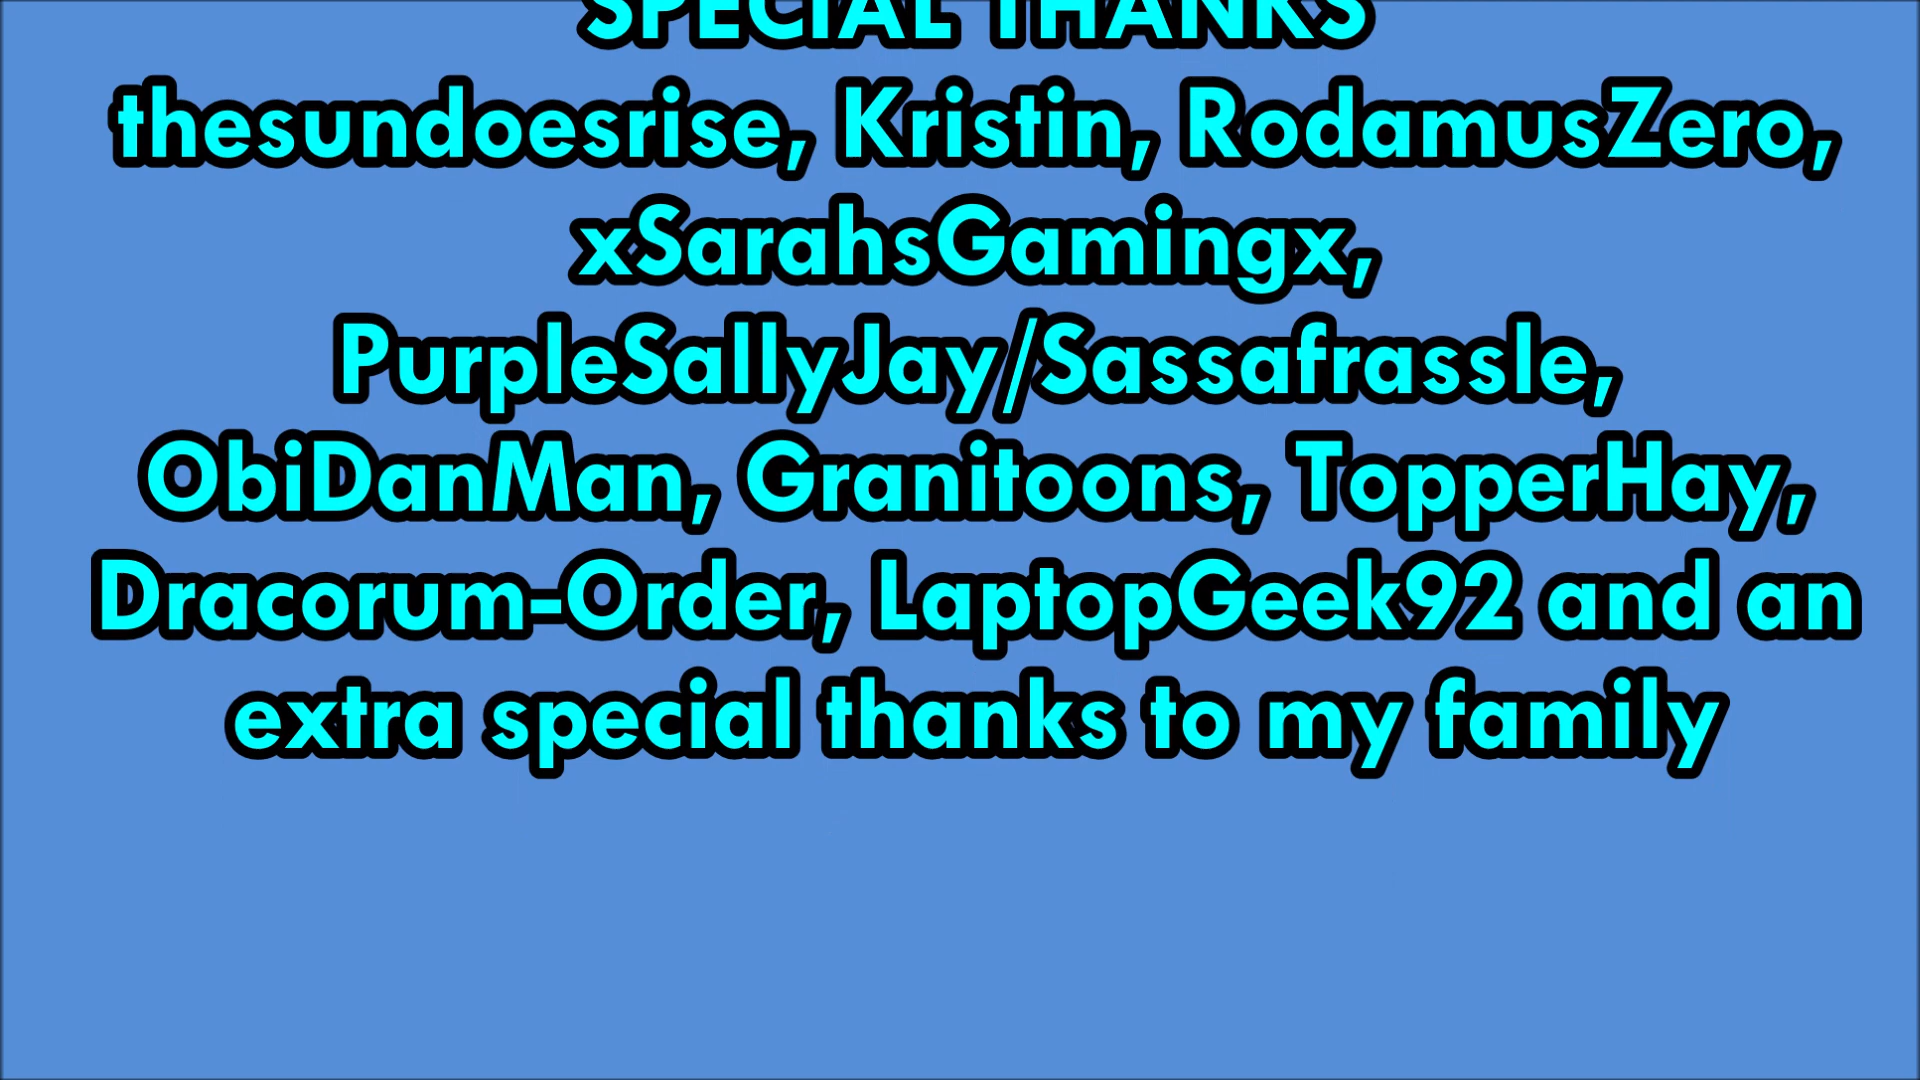 SPECIAL THANKS
thesundoesrise, Kristin, RodamusZero,
xSarahsGamingx,
PurpleSallyJay/Sassafrassle,
ObiDanMan, Granitoons, TopperHay,
Dracorum-Order, LaptopGeek92 and an
extra special thanks to my family